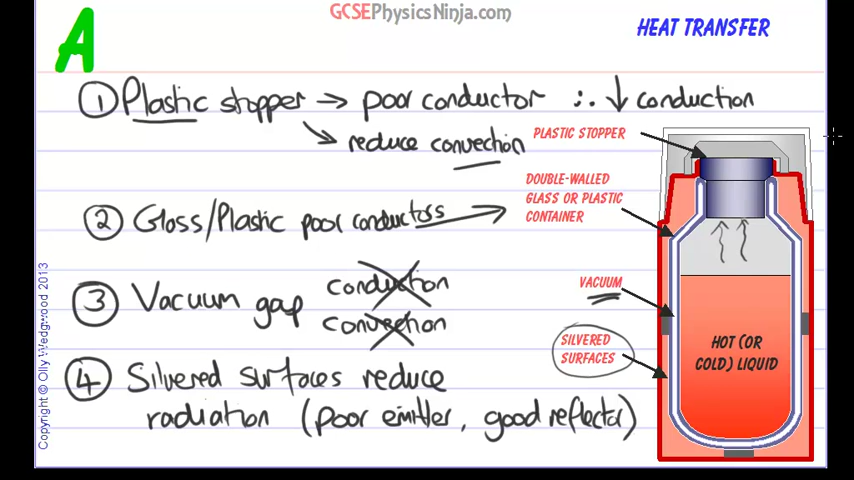 GCSEPhysicsNinja.com
HEAT TRANSFER
A
① Plastic stopper → poor conductor ∴ ↓ conduction
↘ reduce convection
② Glass/Plastic poor conductors →
③ Vacuum gap conduction
convection
④ Silvered surfaces reduce
radiation (poor emitter, good reflector)
PLASTIC STOPPER
DOUBLE-WALLED
GLASS OR PLASTIC
CONTAINER
VACUUM
SILVERED
SURFACES
HOT (OR
COLD) LIQUID
Copyright © Olly Wedgwood 2013